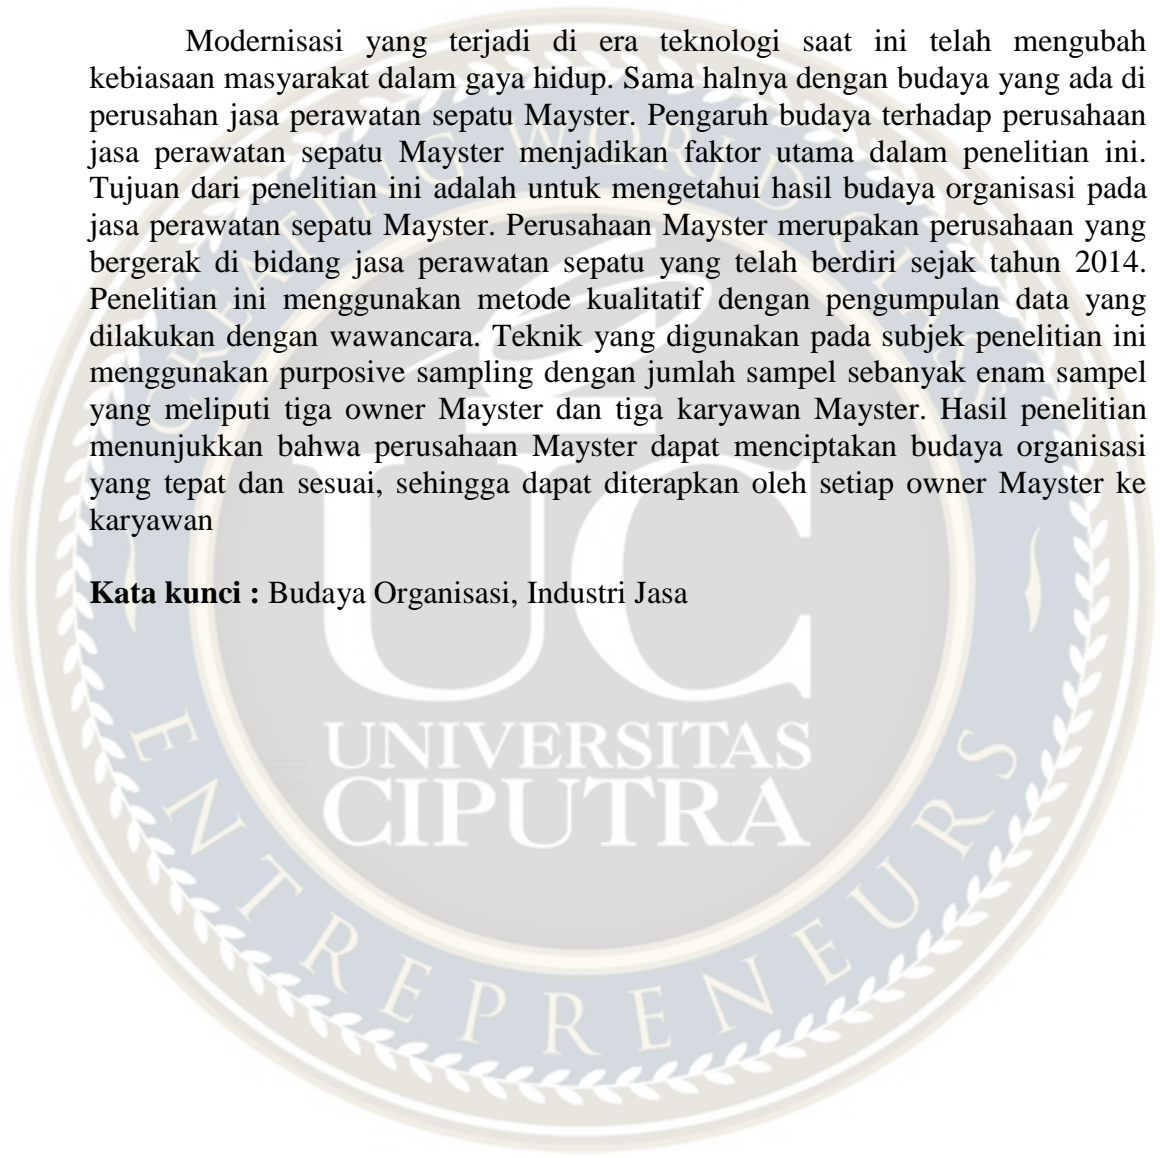 Modernisasi yang terjadi di era teknologi saat ini telah mengubah
kebiasaan masyarakat dalam gaya hidup. Sama halnya dengan budaya yang ada di
perusahan jasa perawatan sepatu Mayster. Pengaruh budaya terhadap perusahaan
jasa perawatan sepatu Mayster menjadikan faktor utama dalam penelitian ini.
Tujuan dari penelitian ini adalah untuk mengetahui hasil budaya organisasi pada
jasa perawatan sepatu Mayster. Perusahaan Mayster merupakan perusahaan yang
bergerak di bidang jasa perawatan sepatu yang telah berdiri sejak tahun 2014.
Penelitian ini menggunakan metode kualitatif dengan pengumpulan data yang
dilakukan dengan wawancara. Teknik yang digunakan pada subjek penelitian ini
menggunakan purposive sampling dengan jumlah sampel sebanyak enam sampel
yang meliputi tiga owner Mayster dan tiga karyawan Mayster. Hasil penelitian
menunjukkan bahwa perusahaan Mayster dapat menciptakan budaya organisasi
yang tepat dan sesuai, sehingga dapat diterapkan oleh setiap owner Mayster ke
karyawan
Kata kunci : Budaya Organisasi, Industri Jasa
CREATING WORLD CLASS
UC
UNIVERSITAS
CIPUTRA
ENTREPRENEURS